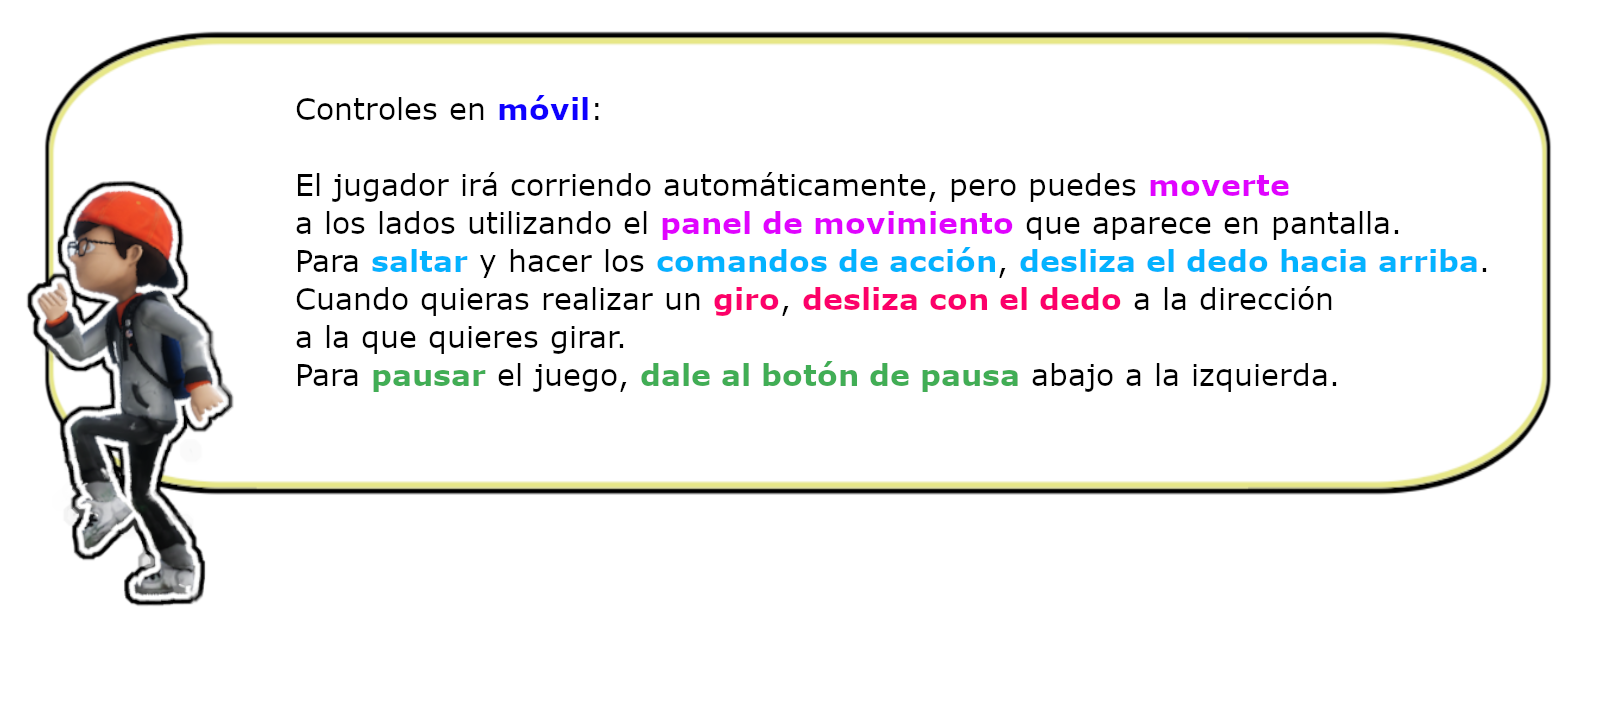 Controles en móvil:
El jugador irá corriendo automáticamente, pero puedes moverte
a los lados utilizando el panel de movimiento que aparece en pantalla.
Para saltar y hacer los comandos de acción, desliza el dedo hacia arriba.
Cuando quieras realizar un giro, desliza con el dedo a la dirección
a la que quieres girar.
Para pausar el juego, dale al botón de pausa abajo a la izquierda.